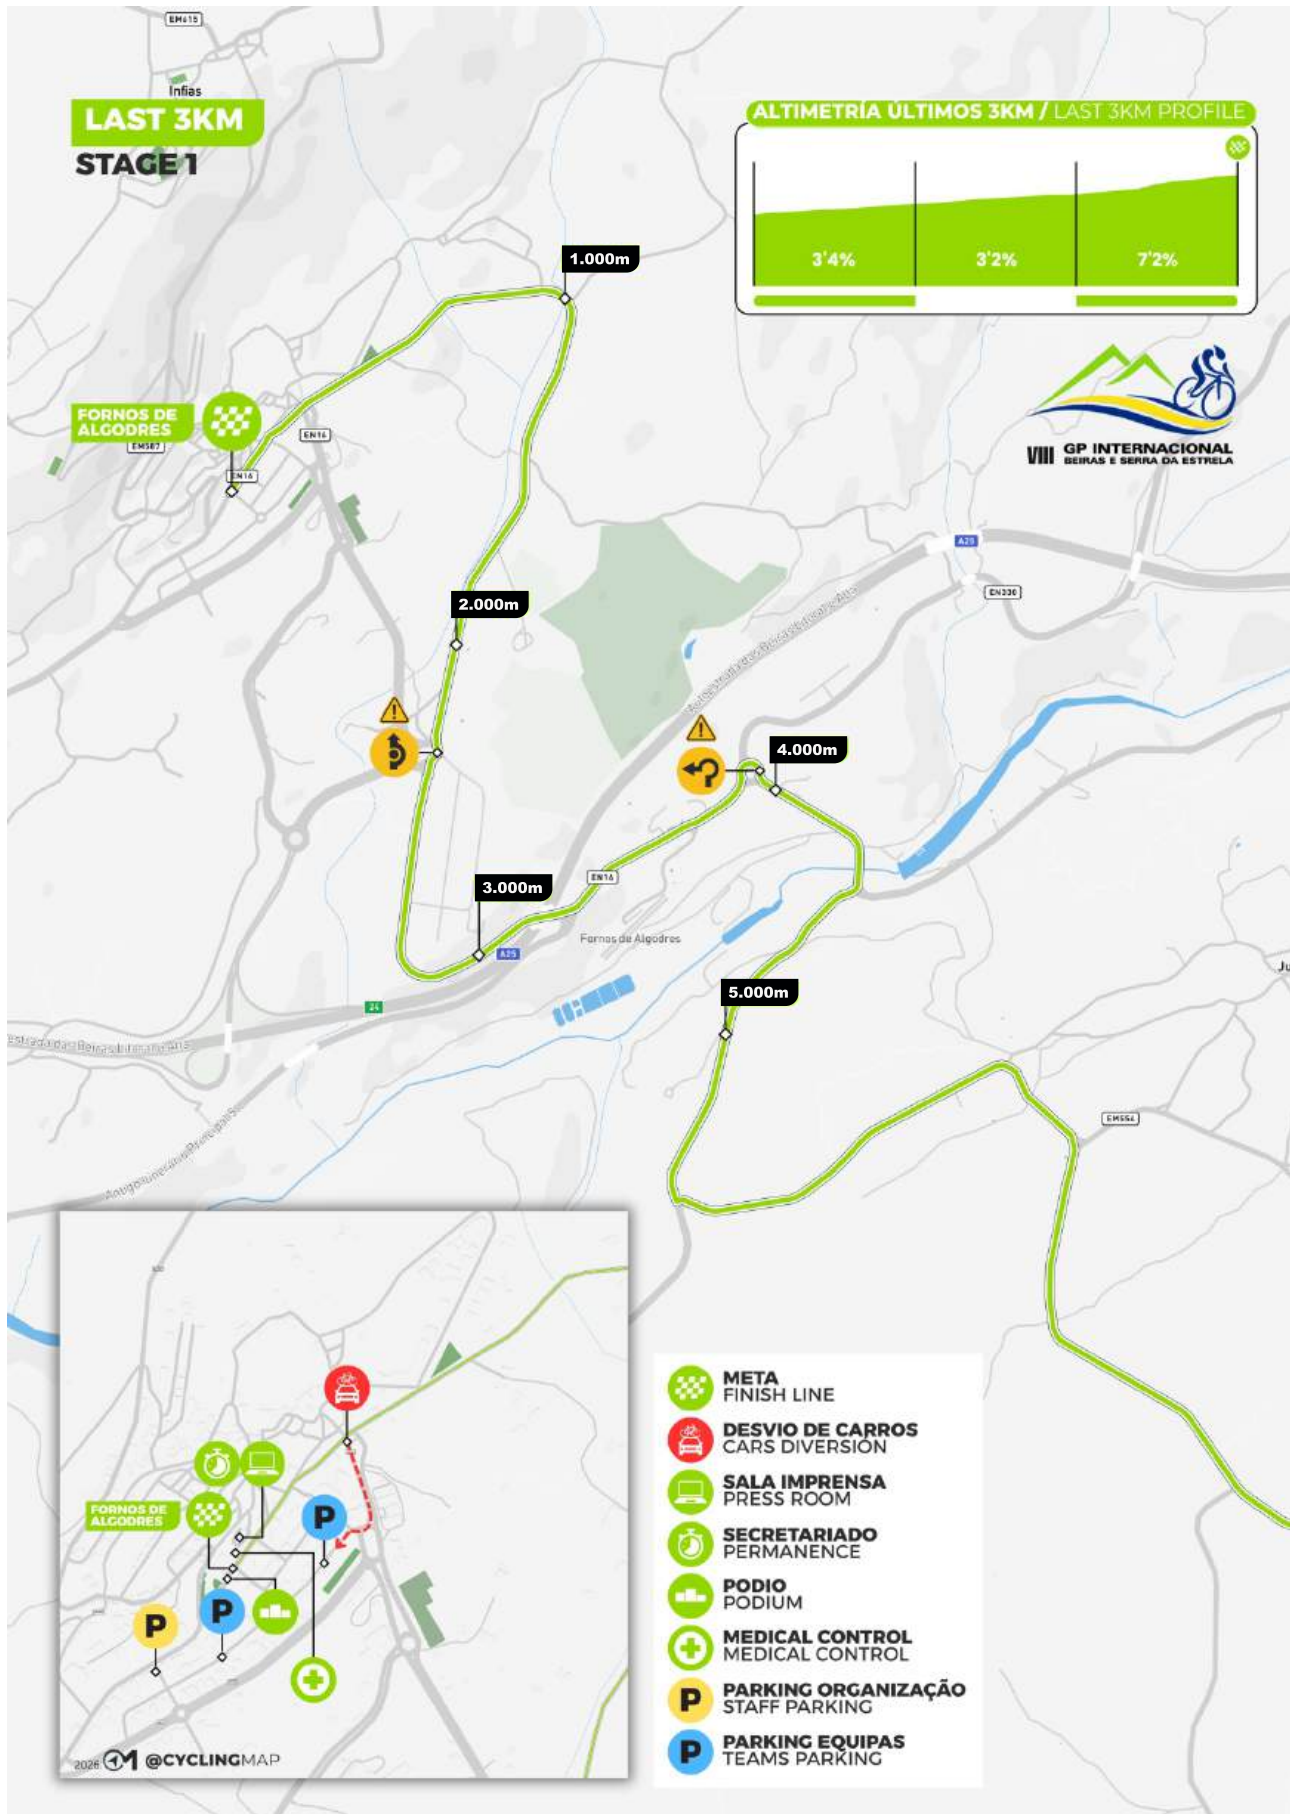 EM615
Infias
LAST 3KM
STAGE 1
ALTIMETRÍA ÚLTIMOS 3KM / LAST 3KM PROFILE
3'4%
3'2%
7'2%
1.000m
VIII GP INTERNACIONAL
BEIRAS E SERRA DA ESTRELA
FORNOS DE
ALGODRES
EM587
EN16
EN16
A25
EN330
2.000m
4.000m
EN16
3.000m
Fornos de Algodres
A25
5.000m
24
Ju
EM554
FORNOS DE
ALGODRES
P
P
P
2026 @CYCLINGMAP
META
FINISH LINE
DESVIO DE CARROS
CARS DIVERSIÓN
SALA IMPRENSA
PRESS ROOM
SECRETARIADO
PERMANENCE
PODIO
PODIUM
MEDICAL CONTROL
MEDICAL CONTROL
P PARKING ORGANIZAÇÃO
STAFF PARKING
P PARKING EQUIPAS
TEAMS PARKING